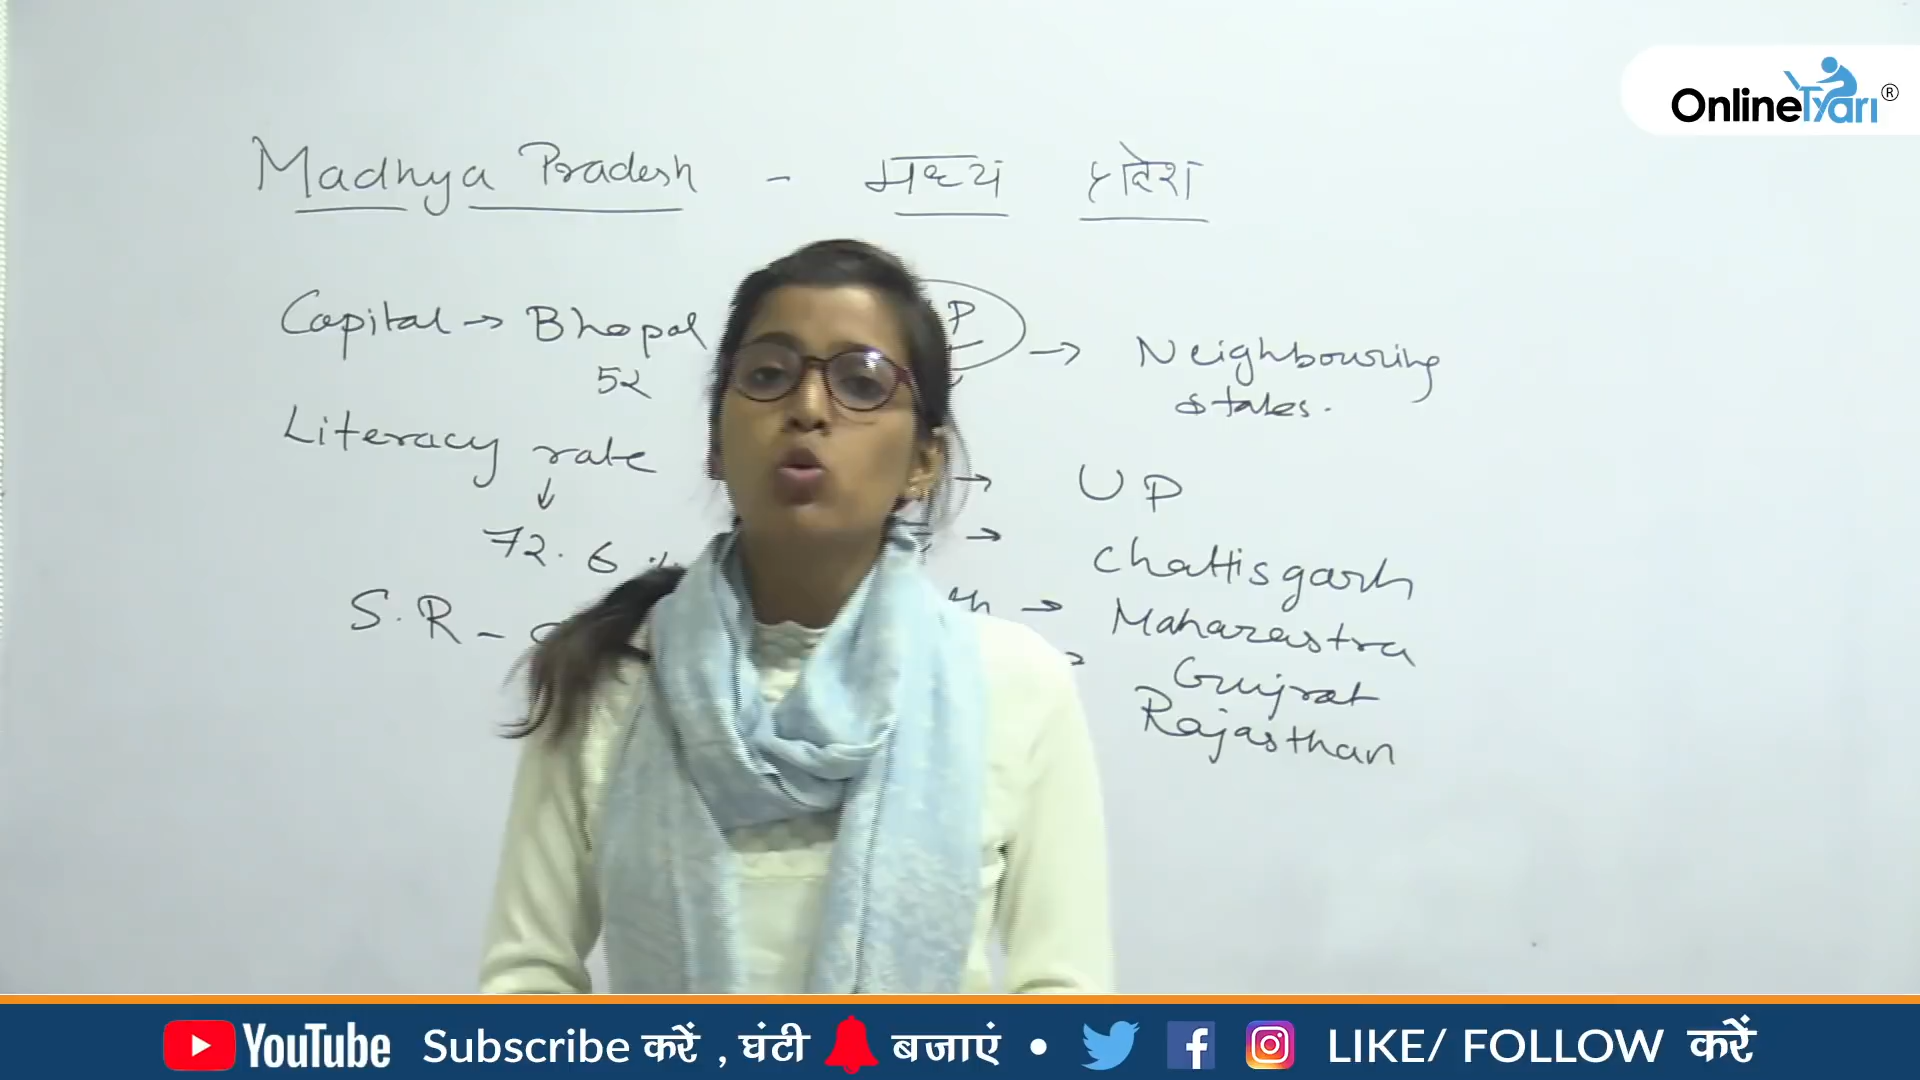 OnlineTyari ®
Madhya Pradesh - मध्य प्रदेश
Capital → Bhopal
52
Literacy rate
↓
72.6
S.R -
P → Neighbouring
states.
→ UP
→ Chattisgarh
→ Maharastra
Gujrat
Rajasthan
YouTube Subscribe करें , घंटी बजाएं • LIKE/ FOLLOW करें